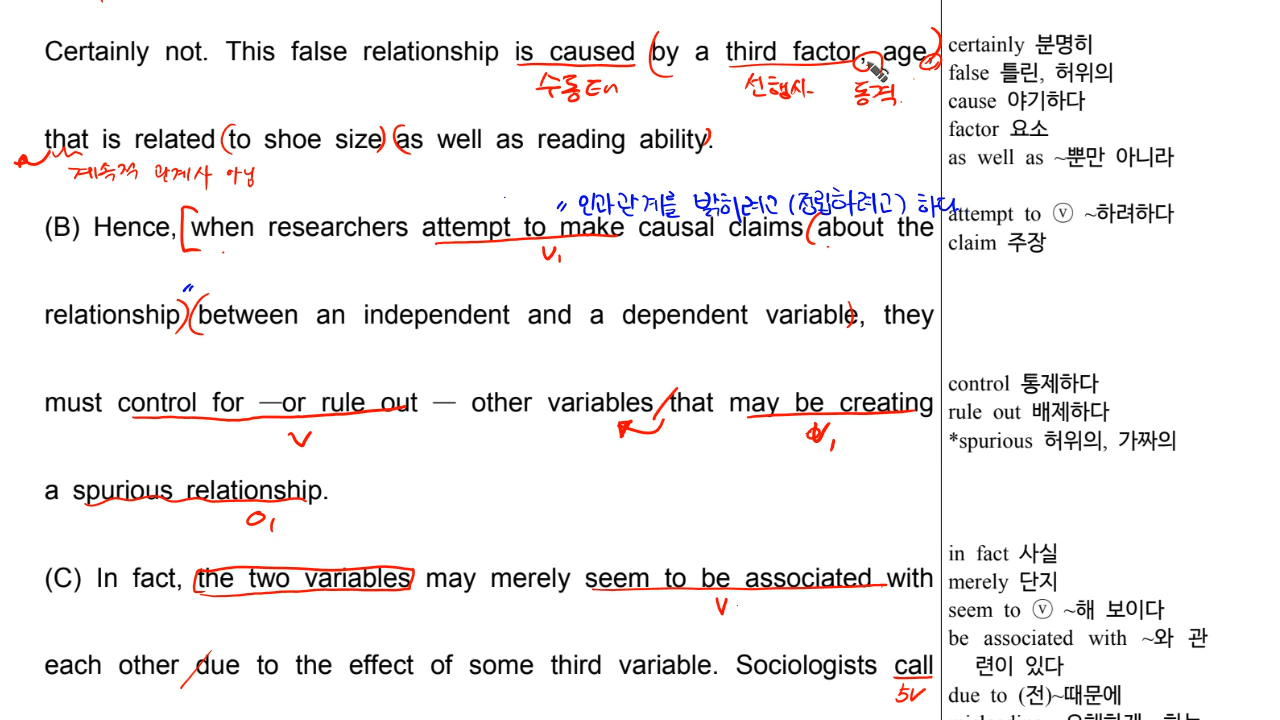 Certainly not. This false relationship is caused by a third factor, age,
수동태
선행사
동격
that is related to shoe size as well as reading ability.
계속적 관계사 아님
" 인과관계를 밝히려고 (정립하려고) 하다
(B) Hence, when researchers attempt to make causal claims about the
V₁
relationship between an independent and a dependent variable, they
"
must control for —or rule out — other variables that may be creating
V
V₁
a spurious relationship.
O₁
(C) In fact, the two variables may merely seem to be associated with
V
each other due to the effect of some third variable. Sociologists call
5V
certainly 분명히
false 틀린, 허위의
cause 야기하다
factor 요소
as well as ~뿐만 아니라
attempt to ⓥ ~하려하다
claim 주장
control 통제하다
rule out 배제하다
*spurious 허위의, 가짜의
in fact 사실
merely 단지
seem to ⓥ ~해 보이다
be associated with ~와 관
련이 있다
due to (전)~때문에